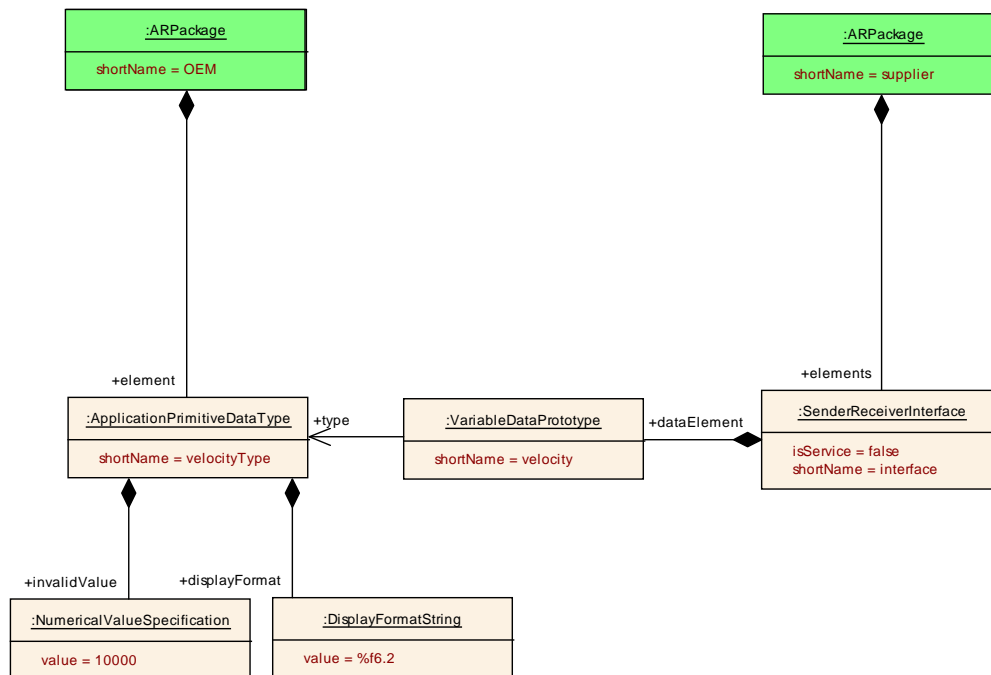 :ARPackage
shortName = OEM
:ARPackage
shortName = supplier
+element
+elements
:ApplicationPrimitiveDataType
shortName = velocityType
+type
:VariableDataPrototype
shortName = velocity
+dataElement
:SenderReceiverInterface
isService = false
shortName = interface
+invalidValue
+displayFormat
:NumericalValueSpecification
value = 10000
:DisplayFormatString
value = %f6.2